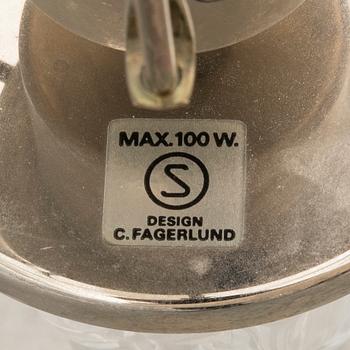 MAX. 100 W.
S
DESIGN
C. FAGERLUND